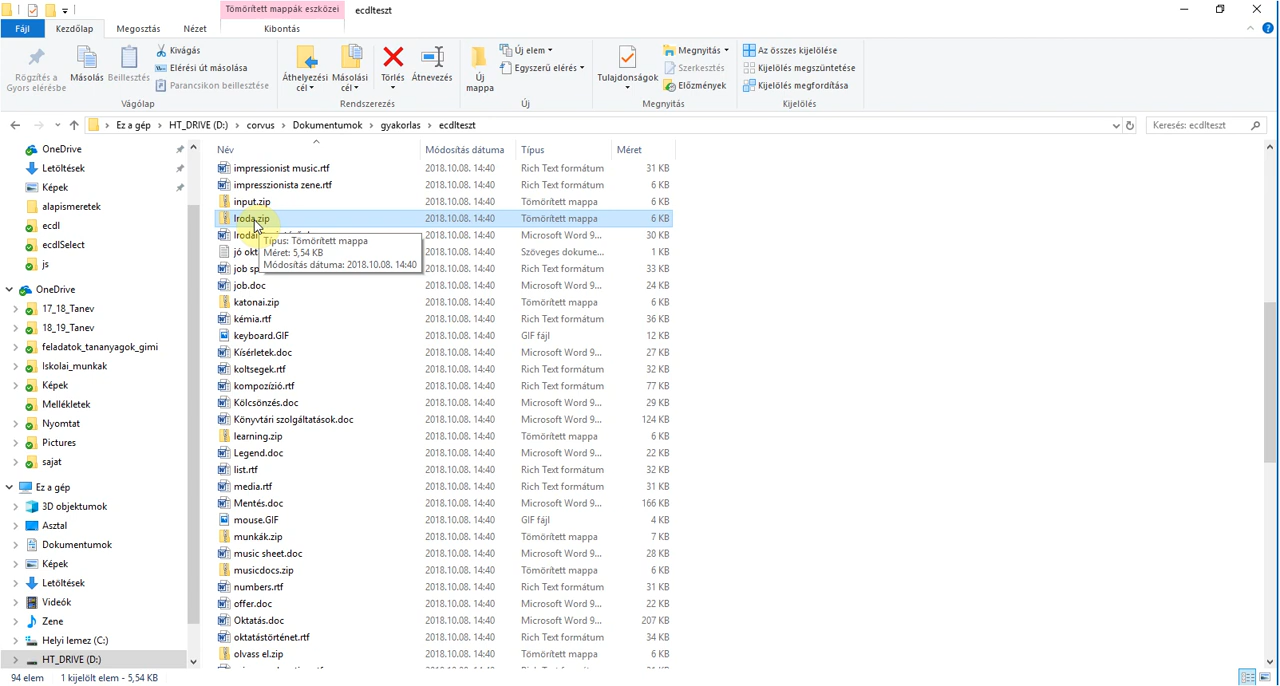 Tömörített mappák eszközei
ecdlteszt
Fájl
Kezdőlap
Megosztás
Nézet
Kibontás
Rögzítés a
Gyors elérésbe
Másolás
Beillesztés
Kivágás
Elérési út másolása
Parancsikon beillesztése
Vágólap
Áthelyezési
cél
Másolási
cél
Törlés
Átnevezés
Rendszerezés
Új
mappa
Új elem
Egyszerű elérés
Új
Tulajdonságok
Megnyitás
Szerkesztés
Előzmények
Megnyitás
Az összes kijelölése
Kijelölés megszüntetése
Kijelölés megfordítása
Kijelölés
Ez a gép > HT_DRIVE (D:) > corvus > Dokumentumok > gyakorlas > ecdlteszt
Keresés: ecdlteszt
OneDrive
Letöltések
Képek
alapismeretek
ecdl
ecdlSelect
js
OneDrive
17_18_Tanev
18_19_Tanev
feladatok_tananyagok_gimi
Iskolai_munkak
Képek
Mellékletek
Nyomtat
Pictures
sajat
Ez a gép
3D objektumok
Asztal
Dokumentumok
Képek
Letöltések
Videók
Zene
Helyi lemez (C:)
HT_DRIVE (D:)
Név Módosítás dátuma Típus Méret
impressionist music.rtf 2018.10.08. 14:40 Rich Text formátum 31 KB
impresszionista zene.rtf 2018.10.08. 14:40 Rich Text formátum 6 KB
input.zip 2018.10.08. 14:40 Tömörített mappa 6 KB
Iroda.zip 2018.10.08. 14:40 Tömörített mappa 6 KB
2018.10.08. 14:40 Microsoft Word 9... 30 KB
jó okt 2018.10.08. 14:40 Szöveges dokume... 1 KB
job sp 2018.10.08. 14:40 Rich Text formátum 33 KB
Típus: Tömörített mappa
Méret: 5,54 KB
Módosítás dátuma: 2018.10.08. 14:40
job.doc 2018.10.08. 14:40 Microsoft Word 9... 24 KB
katonai.zip 2018.10.08. 14:40 Tömörített mappa 6 KB
kémia.rtf 2018.10.08. 14:40 Rich Text formátum 36 KB
keyboard.GIF 2018.10.08. 14:40 GIF fájl 12 KB
Kísérletek.doc 2018.10.08. 14:40 Microsoft Word 9... 27 KB
koltsegek.rtf 2018.10.08. 14:40 Rich Text formátum 32 KB
kompozízió.rtf 2018.10.08. 14:40 Rich Text formátum 77 KB
Kölcsönzés.doc 2018.10.08. 14:40 Microsoft Word 9... 29 KB
Könyvtári szolgáltatások.doc 2018.10.08. 14:40 Microsoft Word 9... 124 KB
learning.zip 2018.10.08. 14:40 Tömörített mappa 6 KB
Legend.doc 2018.10.08. 14:40 Microsoft Word 9... 22 KB
list.rtf 2018.10.08. 14:40 Rich Text formátum 32 KB
media.rtf 2018.10.08. 14:40 Rich Text formátum 31 KB
Mentés.doc 2018.10.08. 14:40 Microsoft Word 9... 166 KB
mouse.GIF 2018.10.08. 14:40 GIF fájl 4 KB
munkák.zip 2018.10.08. 14:40 Tömörített mappa 7 KB
music sheet.doc 2018.10.08. 14:40 Microsoft Word 9... 28 KB
musicdocs.zip 2018.10.08. 14:40 Tömörített mappa 6 KB
numbers.rtf 2018.10.08. 14:40 Rich Text formátum 31 KB
offer.doc 2018.10.08. 14:40 Microsoft Word 9... 22 KB
Oktatás.doc 2018.10.08. 14:40 Microsoft Word 9... 207 KB
oktatástörténet.rtf 2018.10.08. 14:40 Rich Text formátum 34 KB
olvass el.zip 2018.10.08. 14:40 Tömörített mappa 6 KB
94 elem 1 kijelölt elem - 5,54 KB